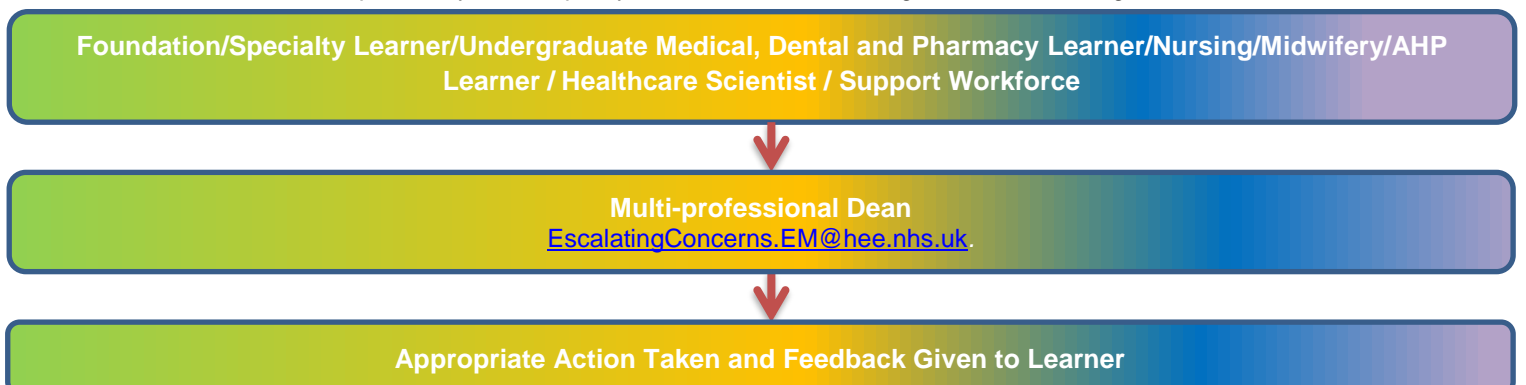 Foundation/Specialty Learner/Undergraduate Medical, Dental and Pharmacy Learner/Nursing/Midwifery/AHP
Learner / Healthcare Scientist / Support Workforce
Multi-professional Dean
EscalatingConcerns.EM@hee.nhs.uk.
Appropriate Action Taken and Feedback Given to Learner